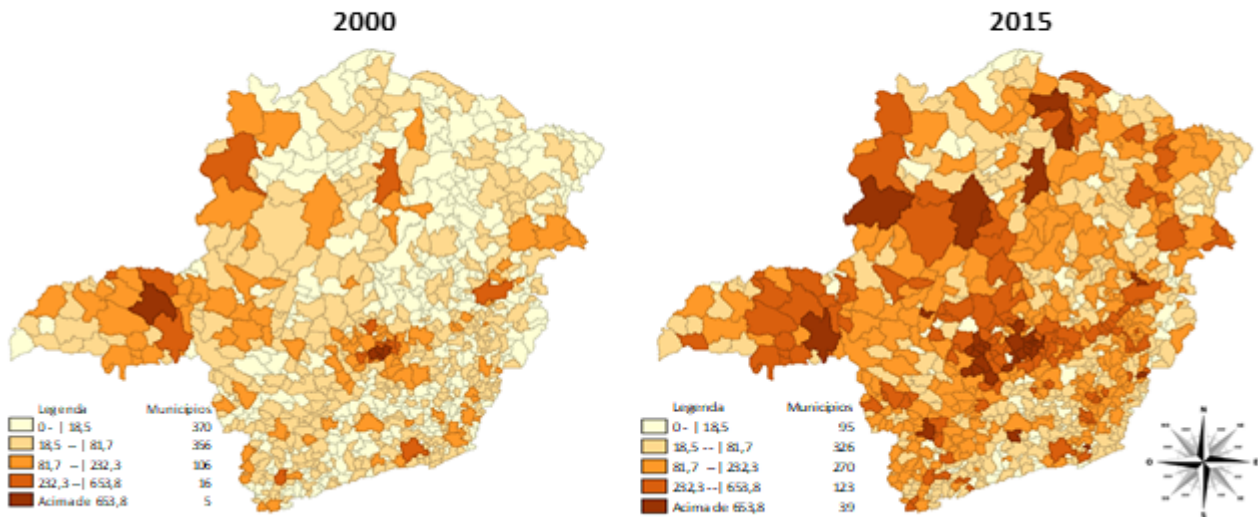 2000
2015
Legenda Municípios
0 - | 18,5 370
18,5 --| 81,7 356
81,7 --| 232,3 106
232,3 --| 653,8 16
Acima de 653,8 5
Legenda Municípios
0 - | 18,5 95
18,5 --| 81,7 326
81,7 --| 232,3 270
232,3 --| 653,8 123
Acima de 653,8 39
N
O E
S